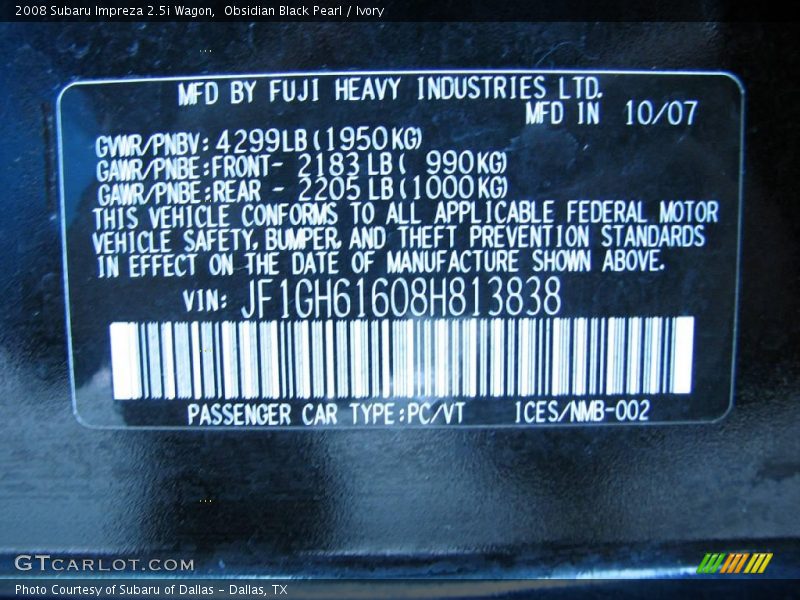 2008 Subaru Impreza 2.5i Wagon,  Obsidian Black Pearl / Ivory
MFD BY FUJI HEAVY INDUSTRIES LTD.
MFD IN 10/07
GVWR/PNBV: 4299LB(1950KG)
GAWR/PNBE:FRONT- 2183LB( 990KG)
GAWR/PNBE:REAR - 2205LB(1000KG)
THIS VEHICLE CONFORMS TO ALL APPLICABLE FEDERAL MOTOR
VEHICLE SAFETY, BUMPER, AND THEFT PREVENTION STANDARDS
IN EFFECT ON THE DATE OF MANUFACTURE SHOWN ABOVE.
VIN: JF1GH61608H813838
PASSENGER CAR TYPE:PC/VT ICES/NMB-002
GTCARLOT.COM
Photo Courtesy of Subaru of Dallas - Dallas, TX